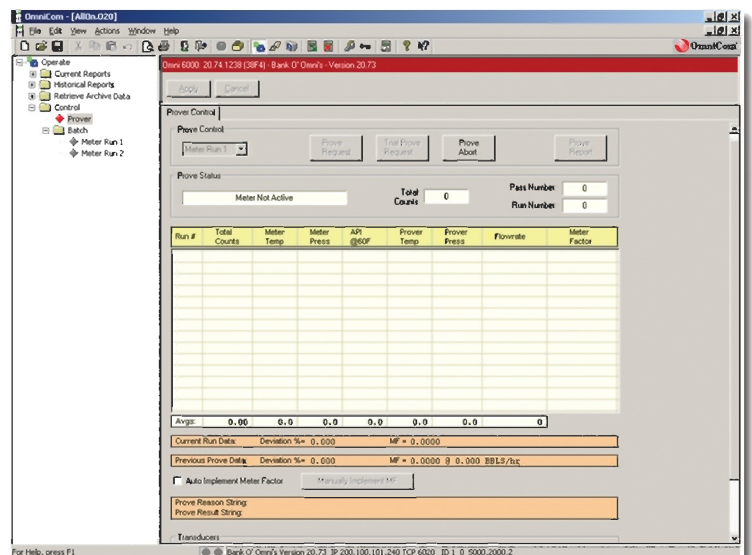 OmniCom - [AllOn.O20]
File Edit View Actions Window Help
OmniCom
Operate
Current Reports
Historical Reports
Retrieve Archive Data
Control
Prover
Batch
Meter Run 1
Meter Run 2
Omni 6000: 20.74.1238 (38F4) - Bank O' Omni's - Version 20.73
Apply Cancel
Prover Control
Prove Control
Meter Run 1
Prove Request
Trial Prove Request
Prove Abort
Prove Report
Prove Status
Meter Not Active
Total Counts 0
Pass Number 0
Run Number 0
Run # Total Counts Meter Temp Meter Press API @60F Prover Temp Prover Press Flowrate Meter Factor
Avgs: 0.00 0.0 0.0 0.0 0.0 0.0 0
Current Run Data: Deviation %= 0.000 MF = 0.0000
Previous Prove Data: Deviation %= 0.000 MF = 0.0000 @ 0.000 BBLS/hr
Auto Implement Meter Factor Manually Implement MF
Prove Reason String:
Prove Result String:
Transducers
For Help, press F1 Bank O' Omni's Version 20.73 IP 200.100.101.240 TCP 6020 ID 1 0 5000.2000.2